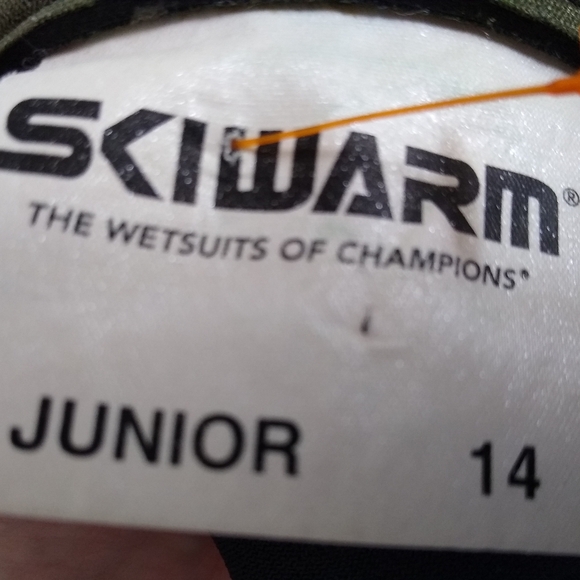 SKIWARM®
THE WETSUITS OF CHAMPIONS®
JUNIOR 14